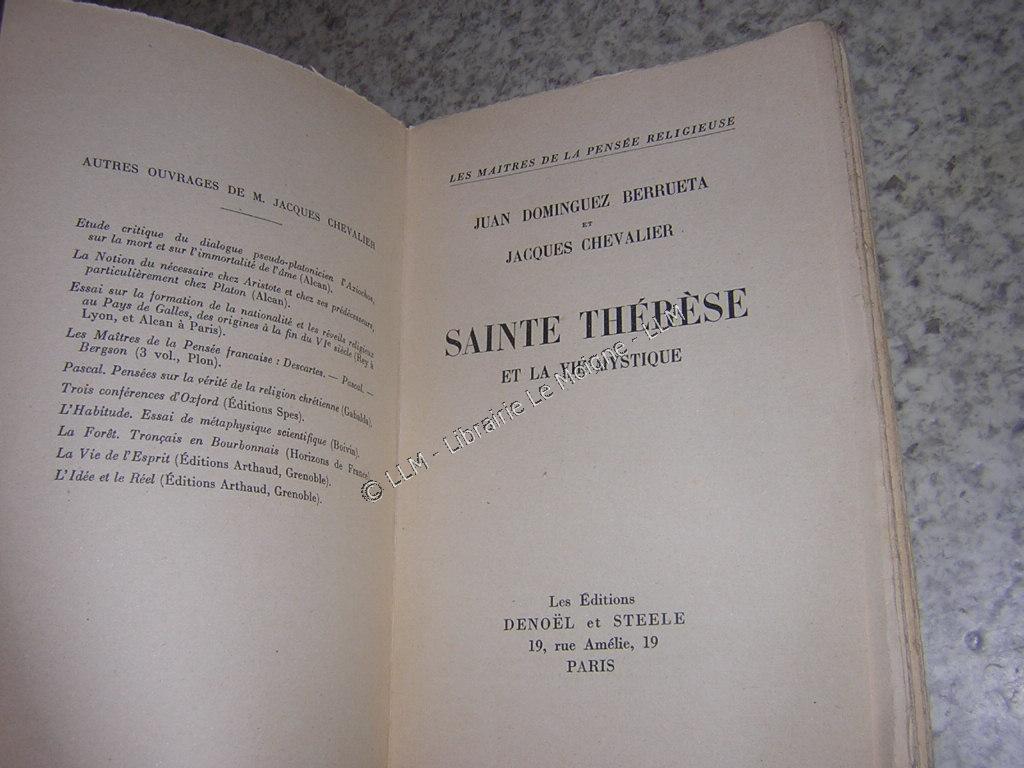 AUTRES OUVRAGES DE M. JACQUES CHEVALIER
Etude critique du dialogue pseudo-platonicien l'Axiochos,
sur la mort et sur l'immortalité de l'âme (Alcan).
La Notion du nécessaire chez Aristote et chez ses prédécesseurs,
particulièrement chez Platon (Alcan).
Essai sur la formation de la nationalité et les réveils religieux
au Pays de Galles, des origines à la fin du VIe siècle (Rey à
Lyon, et Alcan à Paris).
Les Maîtres de la Pensée francaise : Descartes. — Pascal. —
Bergson (3 vol., Plon).
Pascal. Pensées sur la vérité de la religion chrétienne (Gabalda).
Trois conférences d'Oxford (Éditions Spes).
L'Habitude. Essai de métaphysique scientifique (Boivin).
La Forêt. Tronçais en Bourbonnais (Horizons de France).
La Vie de l'Esprit (Éditions Arthaud, Grenoble).
L'Idée et le Réel (Éditions Arthaud, Grenoble).
LES MAITRES DE LA PENSÉE RELIGIEUSE
JUAN DOMINGUEZ BERRUETA
ET
JACQUES CHEVALIER
SAINTE THÉRÈSE
ET LA VIE MYSTIQUE
Les Éditions
DENOËL et STEELE
19, rue Amélie, 19
PARIS
© LLM - Librairie Le Moigne - LLM